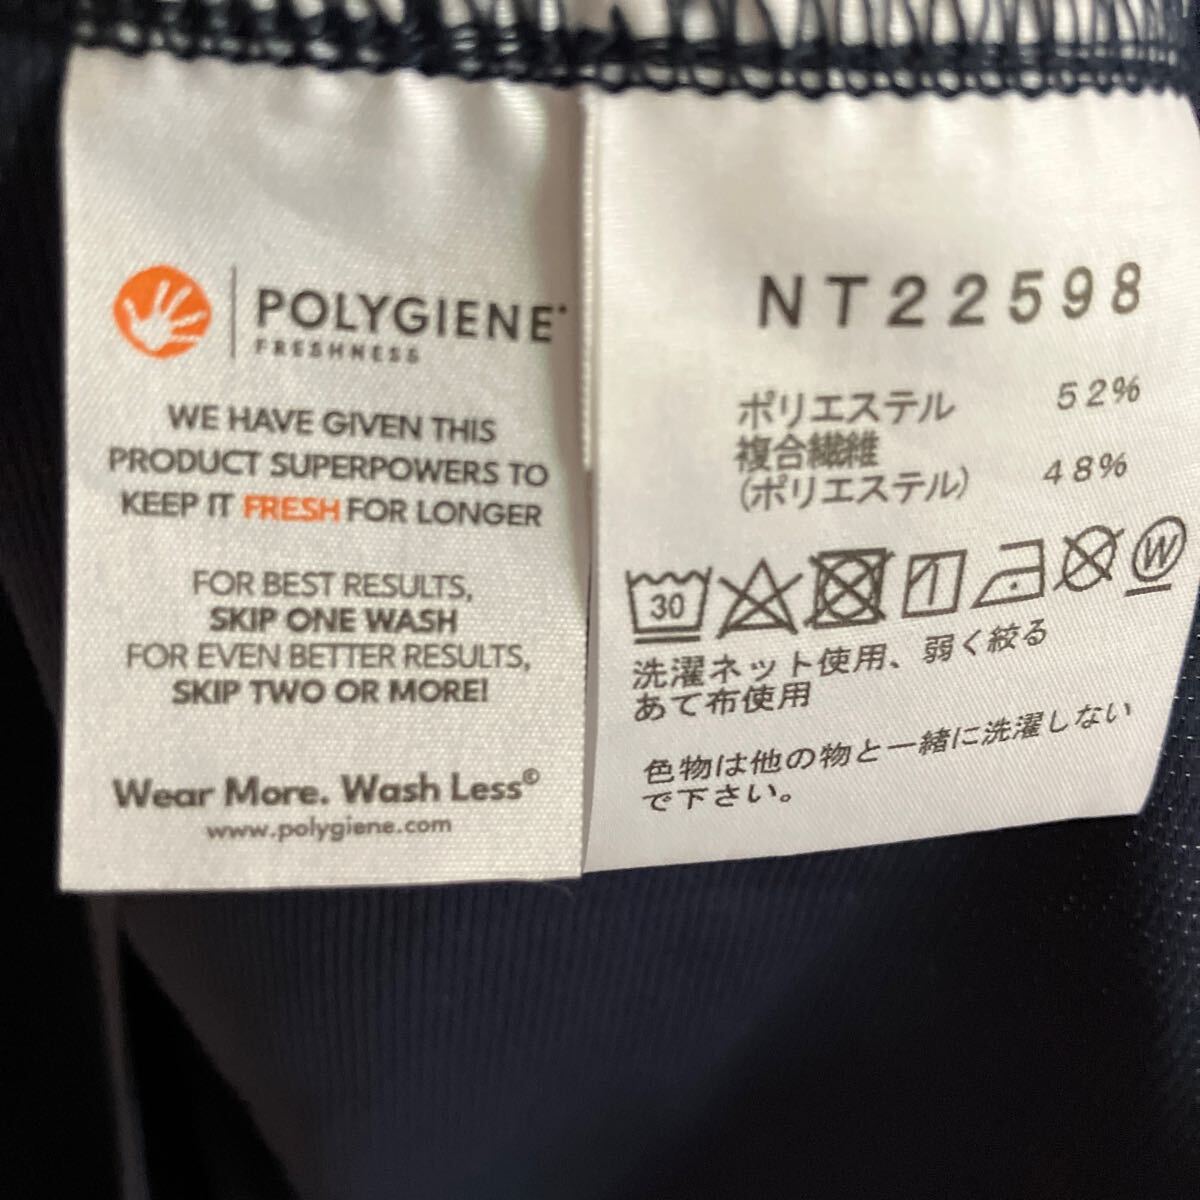 POLYGIENE
FRESHNESS
WE HAVE GIVEN THIS
PRODUCT SUPERPOWERS TO
KEEP IT FRESH FOR LONGER
FOR BEST RESULTS,
SKIP ONE WASH
FOR EVEN BETTER RESULTS,
SKIP TWO OR MORE!
Wear More. Wash Less©
www.polygiene.com
NT22598
ポリエステル 52%
複合繊維
(ポリエステル) 48%
30 W
洗濯ネット使用、弱く絞る
あて布使用
色物は他の物と一緒に洗濯しない
で下さい。